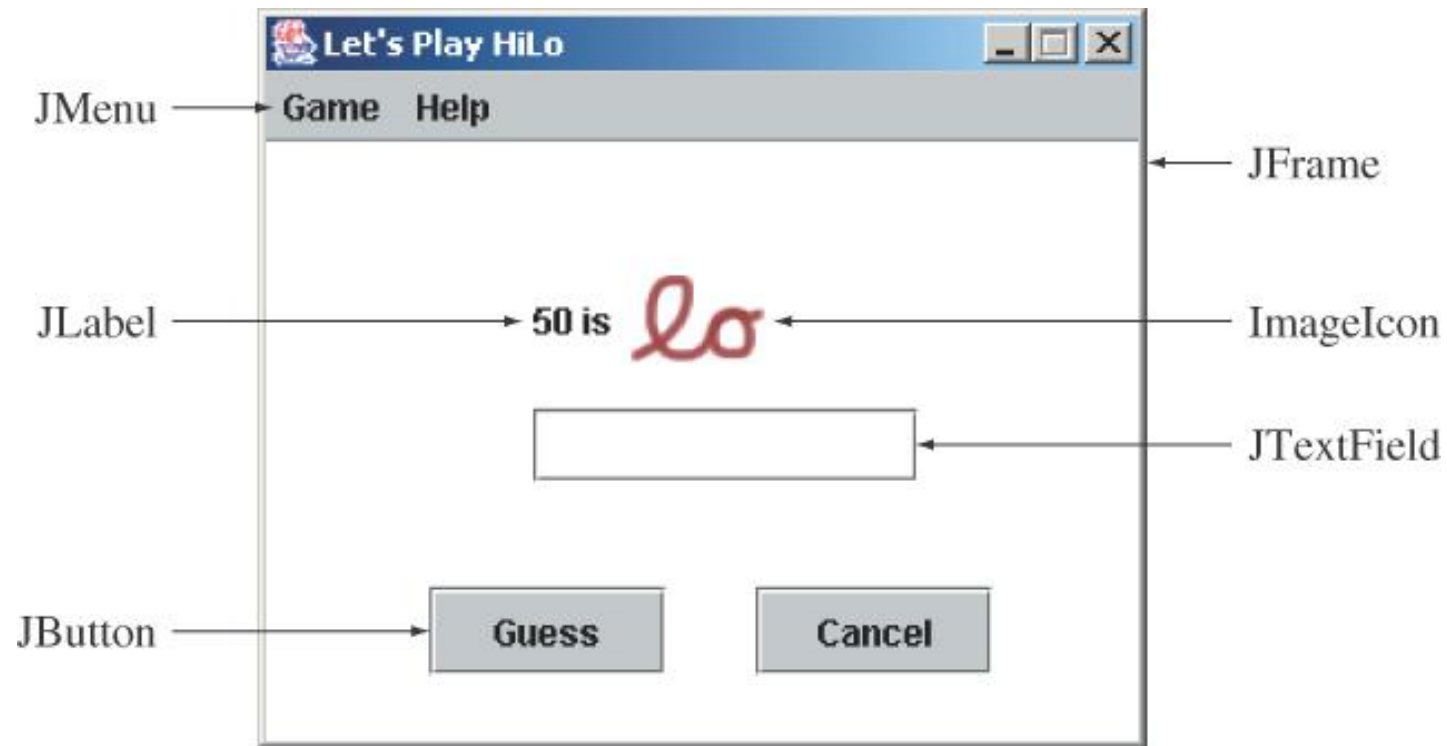 Let's Play HiLo
JMenu
Game Help
JFrame
JLabel
50 is lo
ImageIcon
JTextField
JButton
Guess Cancel